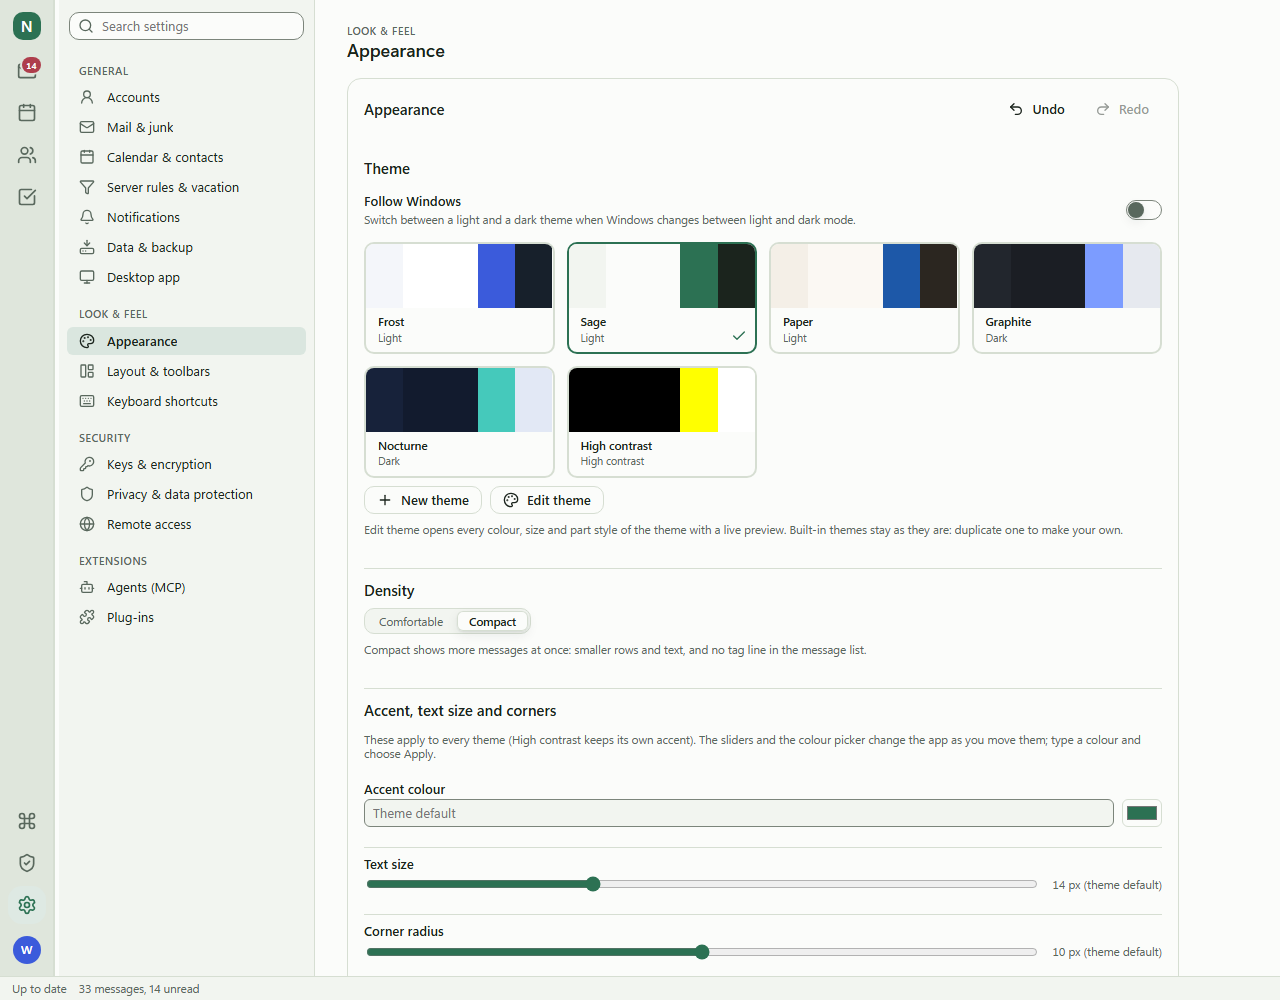 N
14
W
Search settings
GENERAL
Accounts
Mail & junk
Calendar & contacts
Server rules & vacation
Notifications
Data & backup
Desktop app
LOOK & FEEL
Appearance
Layout & toolbars
Keyboard shortcuts
SECURITY
Keys & encryption
Privacy & data protection
Remote access
EXTENSIONS
Agents (MCP)
Plug-ins
LOOK & FEEL
Appearance
Appearance
Undo
Redo
Theme
Follow Windows
Switch between a light and a dark theme when Windows changes between light and dark mode.
Frost
Light
Sage
Light
Paper
Light
Graphite
Dark
Nocturne
Dark
High contrast
High contrast
New theme
Edit theme
Edit theme opens every colour, size and part style of the theme with a live preview. Built-in themes stay as they are: duplicate one to make your own.
Density
Comfortable
Compact
Compact shows more messages at once: smaller rows and text, and no tag line in the message list.
Accent, text size and corners
These apply to every theme (High contrast keeps its own accent). The sliders and the colour picker change the app as you move them; type a colour and
choose Apply.
Accent colour
Theme default
Text size
14 px (theme default)
Corner radius
10 px (theme default)
Up to date
33 messages, 14 unread